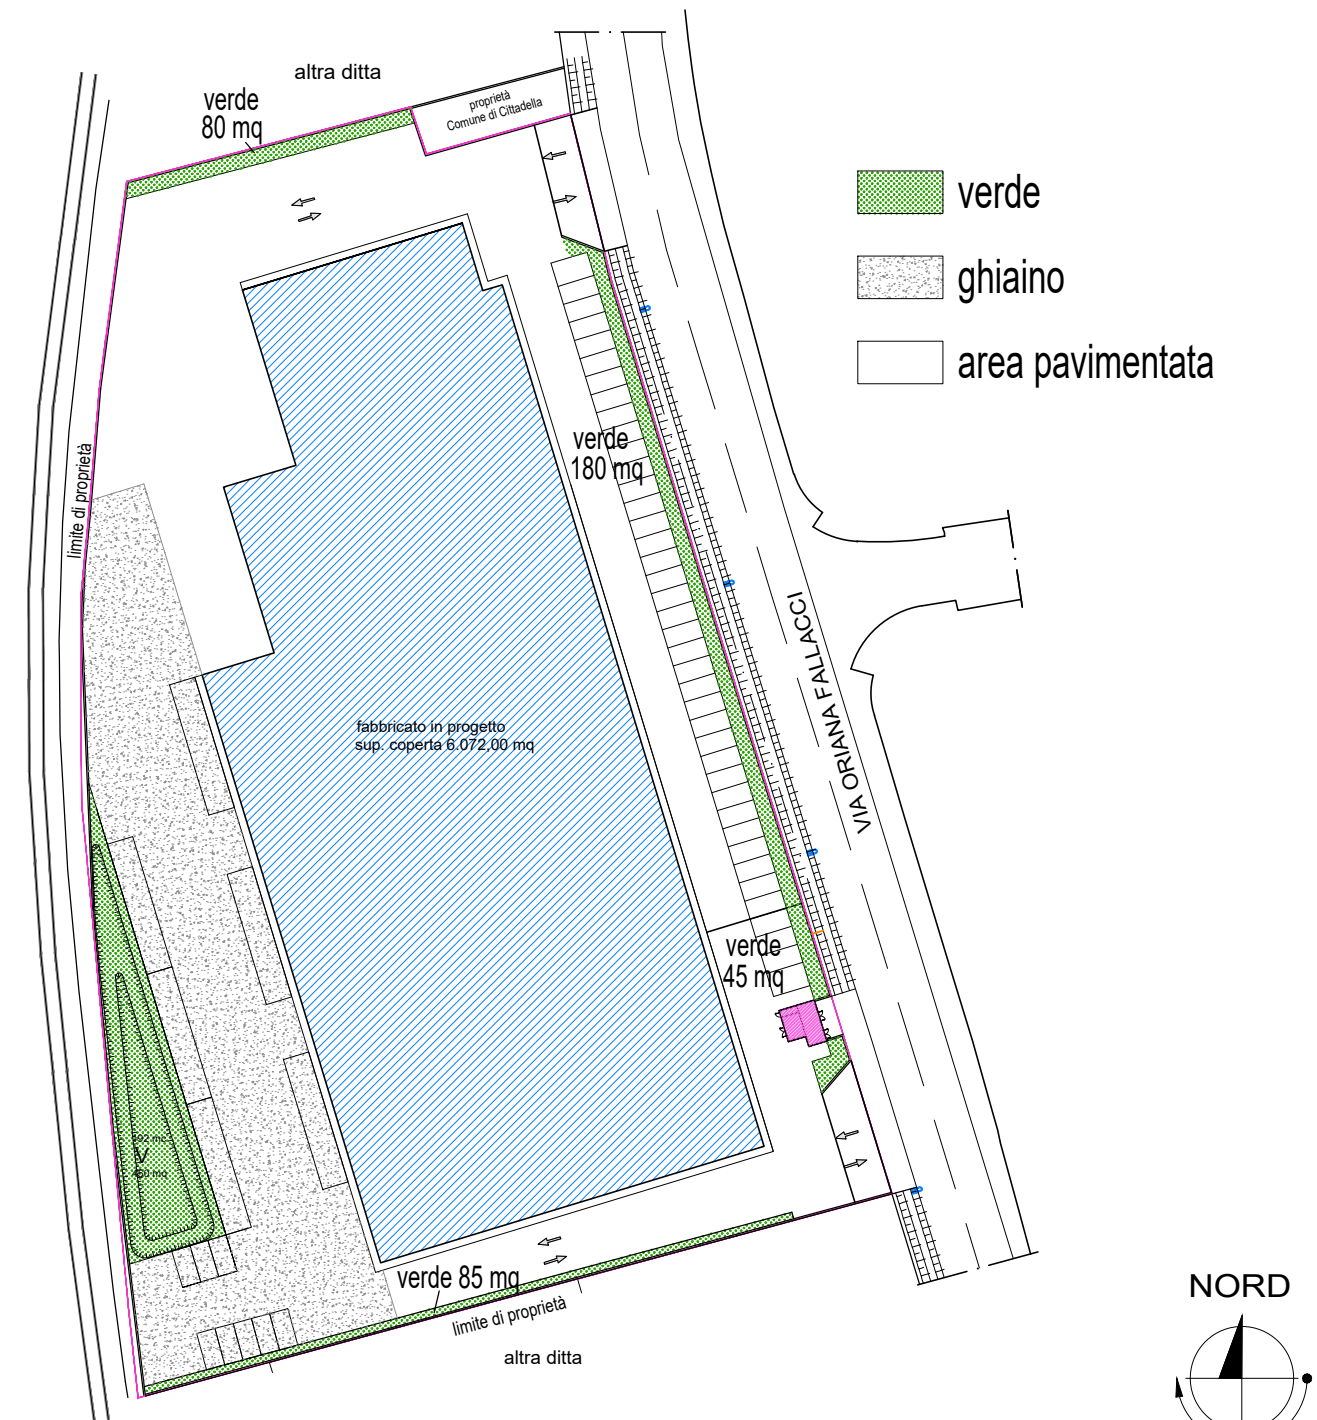 altra ditta
verde
80 mq
proprietà
Comune di Cittadella
verde
ghiaino
area pavimentata
limite di proprietà
verde
180 mq
VIA ORIANA FALLACCI
fabbricato in progetto
sup. coperta 6.072,00 mq
verde
45 mq
V
verde 85 mq
limite di proprietà
altra ditta
NORD